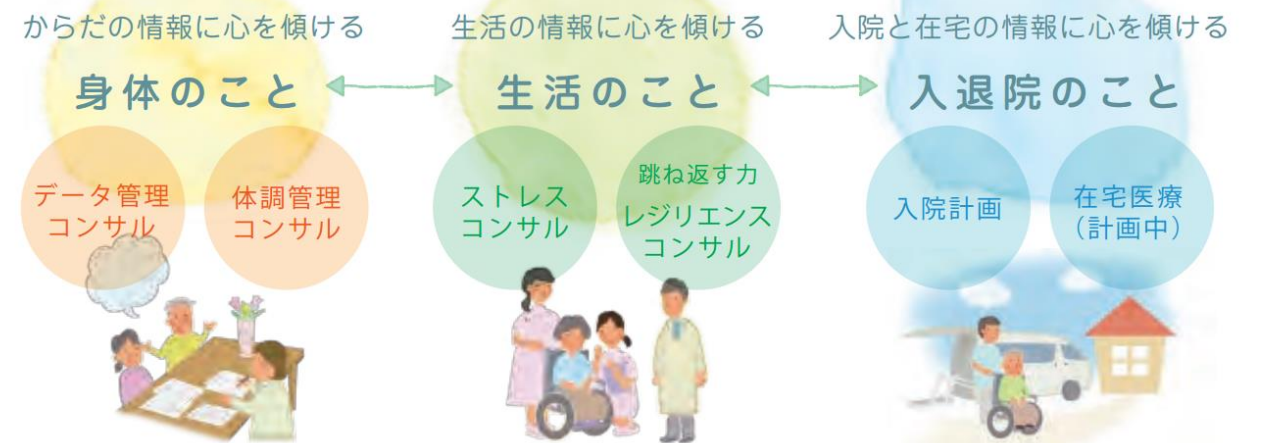 からだの情報に心を傾ける
身体のこと
データ管理
コンサル
体調管理
コンサル
生活の情報に心を傾ける
生活のこと
ストレス
コンサル
跳ね返す力
レジリエンス
コンサル
入院と在宅の情報に心を傾ける
入退院のこと
入院計画
在宅医療
（計画中）